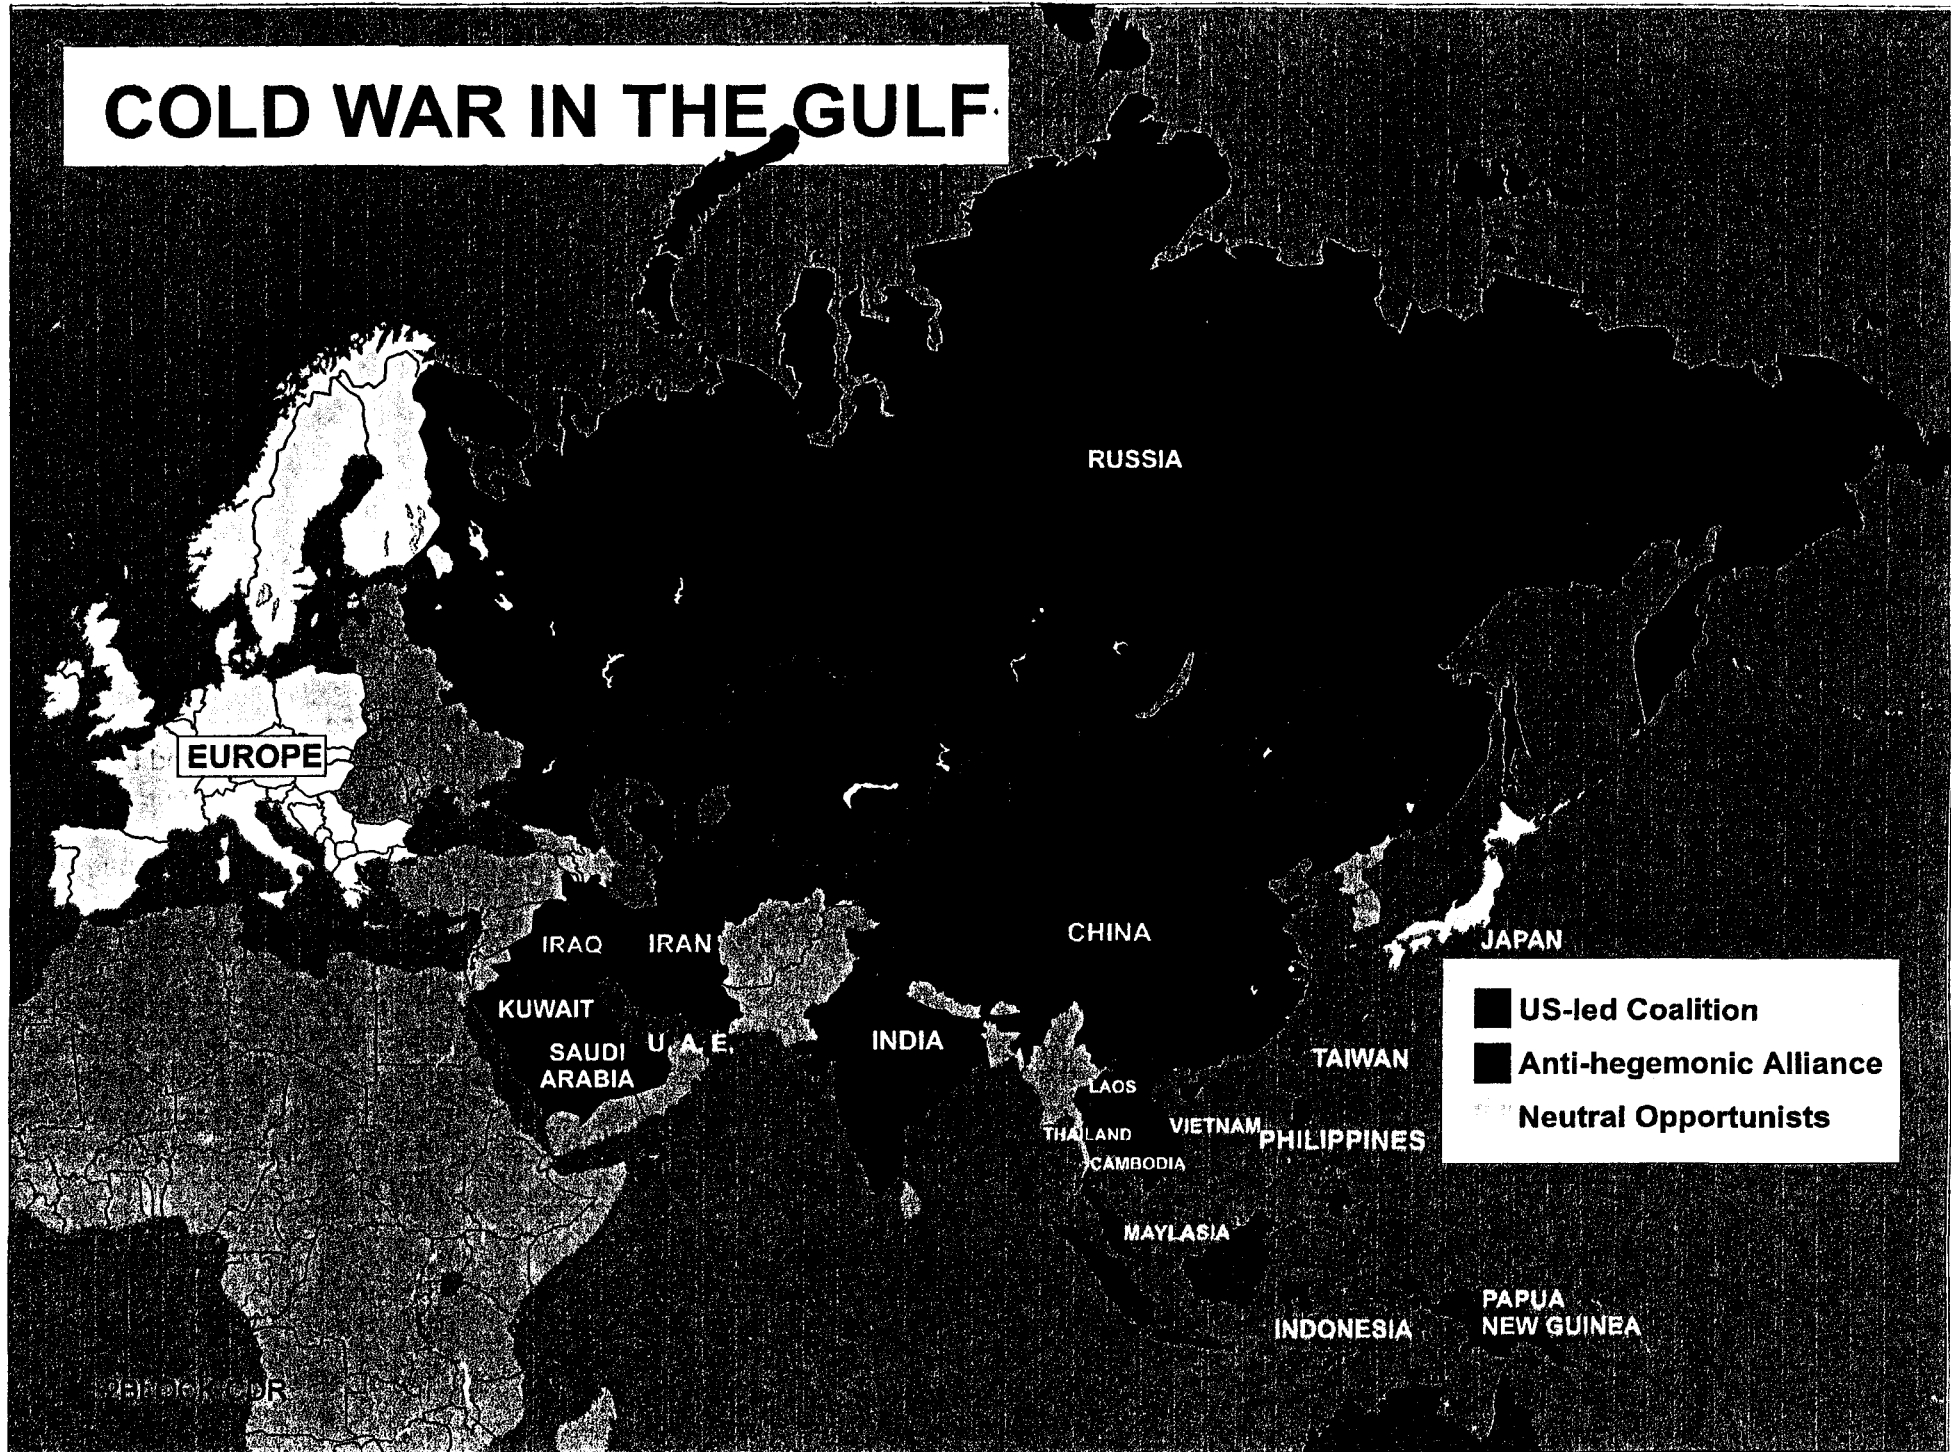 COLD WAR IN THE GULF
RUSSIA
EUROPE
IRAQ
IRAN
CHINA
JAPAN
KUWAIT
U. A. E.
INDIA
SAUDI
ARABIA
US-led Coalition
Anti-hegemonic Alliance
Neutral Opportunists
TAIWAN
LAOS
THAILAND
VIETNAM
PHILIPPINES
CAMBODIA
MAYLASIA
PAPUA
NEW GUINEA
INDONESIA